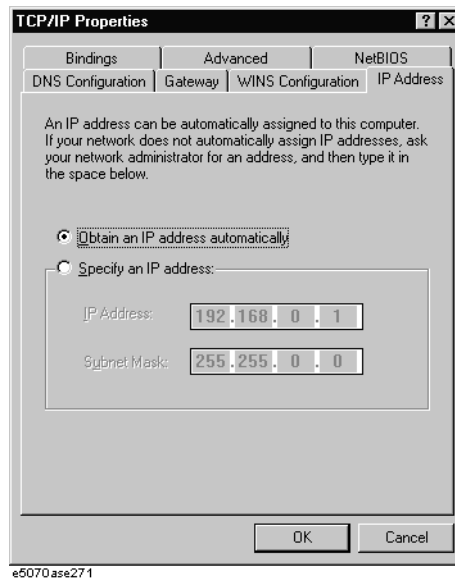 TCP/IP Properties
? ×
Bindings Advanced NetBIOS
DNS Configuration Gateway WINS Configuration IP Address
An IP address can be automatically assigned to this computer.
If your network does not automatically assign IP addresses, ask
your network administrator for an address, and then type it in
the space below.
Obtain an IP address automatically
Specify an IP address:
IP Address: 192.168.0.1
Subnet Mask: 255.255.0.0
OK Cancel
e5070ase271